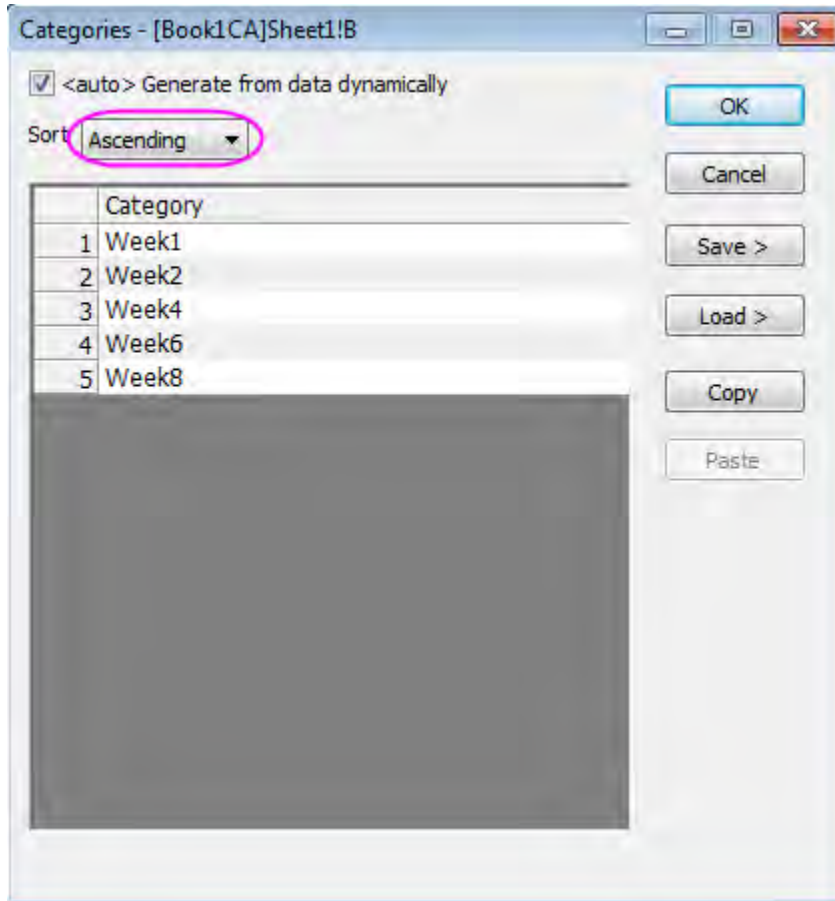 Categories - [Book1CA]Sheet1!B
<auto> Generate from data dynamically
Sort Ascending
OK
Cancel
Save >
Load >
Copy
Paste
Category
1 Week1
2 Week2
3 Week4
4 Week6
5 Week8